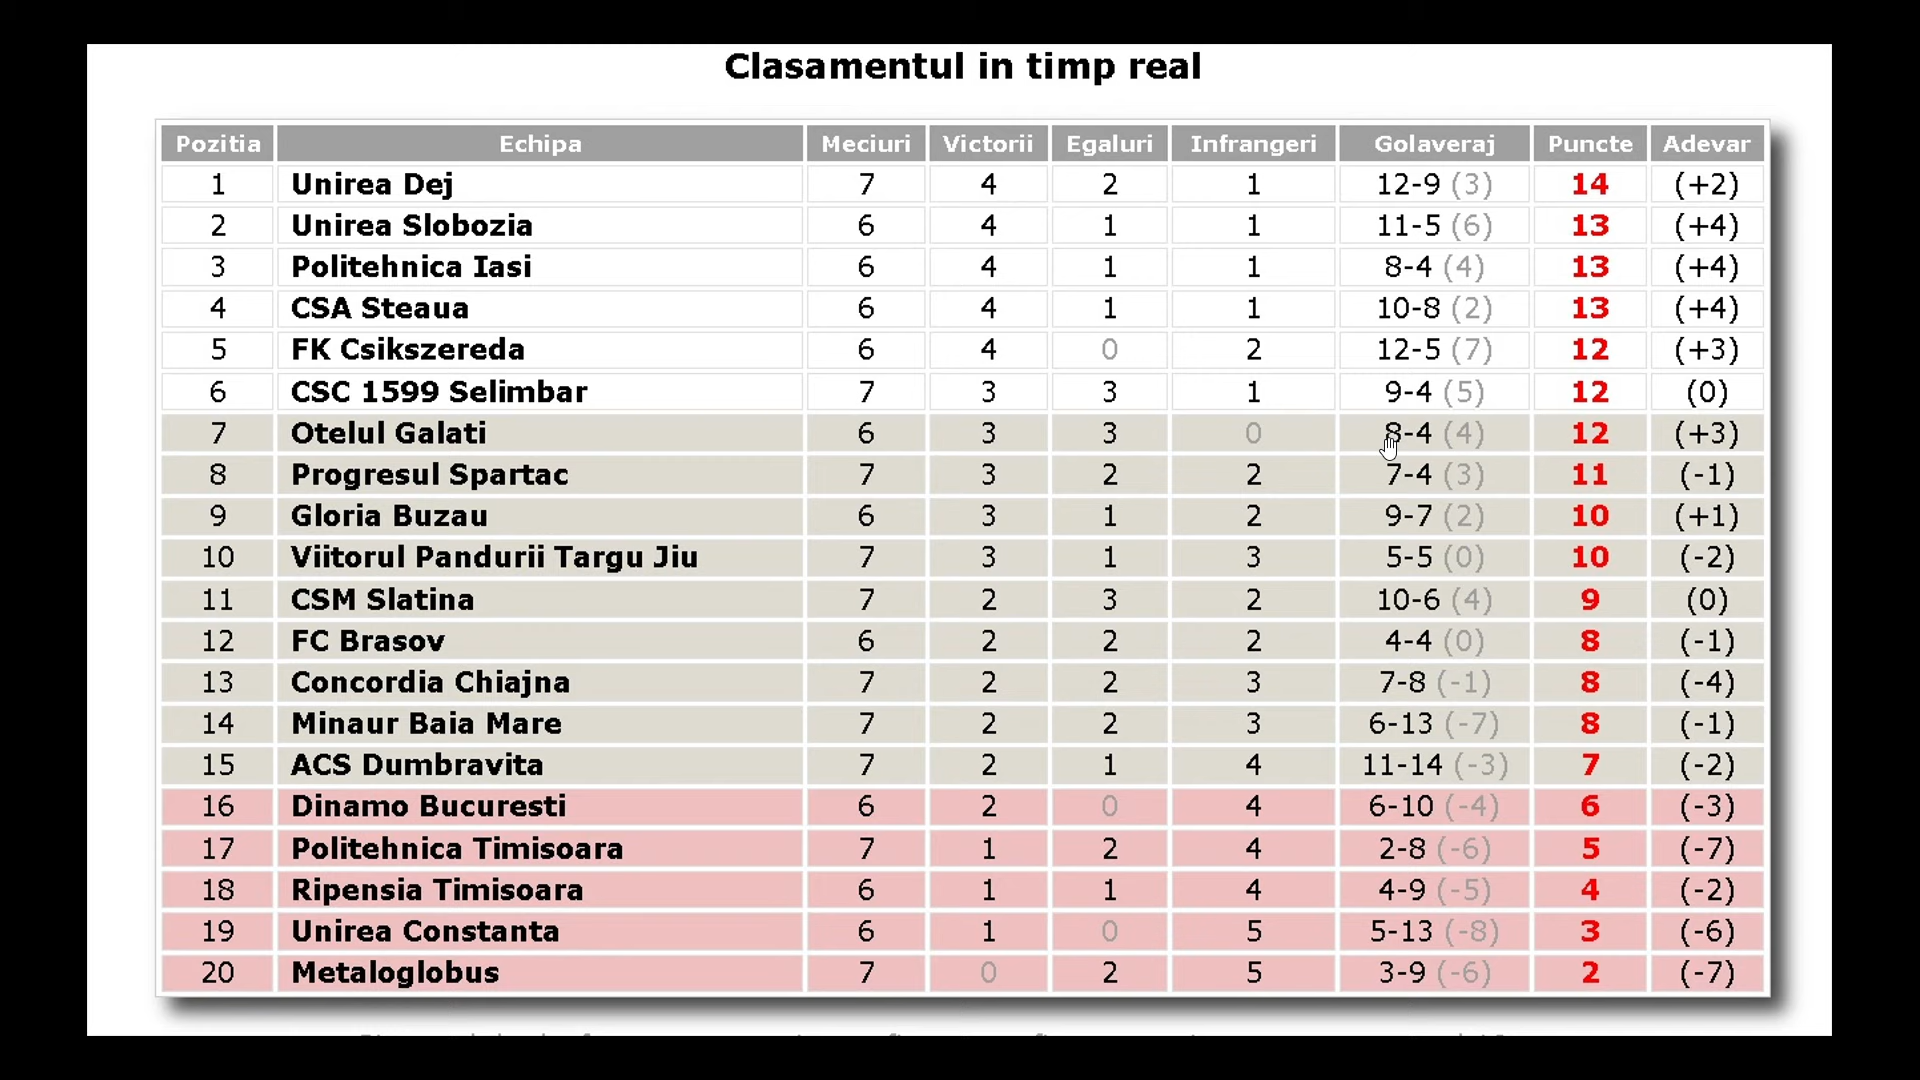 Clasamentul in timp real
Pozitia Echipa Meciuri Victorii Egaluri Infrangeri Golaveraj Puncte Adevar
1 Unirea Dej 7 4 2 1 12-9 (3) 14 (+2)
2 Unirea Slobozia 6 4 1 1 11-5 (6) 13 (+4)
3 Politehnica Iasi 6 4 1 1 8-4 (4) 13 (+4)
4 CSA Steaua 6 4 1 1 10-8 (2) 13 (+4)
5 FK Csikszereda 6 4 0 2 12-5 (7) 12 (+3)
6 CSC 1599 Selimbar 7 3 3 1 9-4 (5) 12 (0)
7 Otelul Galati 6 3 3 0 8-4 (4) 12 (+3)
8 Progresul Spartac 7 3 2 2 7-4 (3) 11 (-1)
9 Gloria Buzau 6 3 1 2 9-7 (2) 10 (+1)
10 Viitorul Pandurii Targu Jiu 7 3 1 3 5-5 (0) 10 (-2)
11 CSM Slatina 7 2 3 2 10-6 (4) 9 (0)
12 FC Brasov 6 2 2 2 4-4 (0) 8 (-1)
13 Concordia Chiajna 7 2 2 3 7-8 (-1) 8 (-4)
14 Minaur Baia Mare 7 2 2 3 6-13 (-7) 8 (-1)
15 ACS Dumbravita 7 2 1 4 11-14 (-3) 7 (-2)
16 Dinamo Bucuresti 6 2 0 4 6-10 (-4) 6 (-3)
17 Politehnica Timisoara 7 1 2 4 2-8 (-6) 5 (-7)
18 Ripensia Timisoara 6 1 1 4 4-9 (-5) 4 (-2)
19 Unirea Constanta 6 1 0 5 5-13 (-8) 3 (-6)
20 Metaloglobus 7 0 2 5 3-9 (-6) 2 (-7)